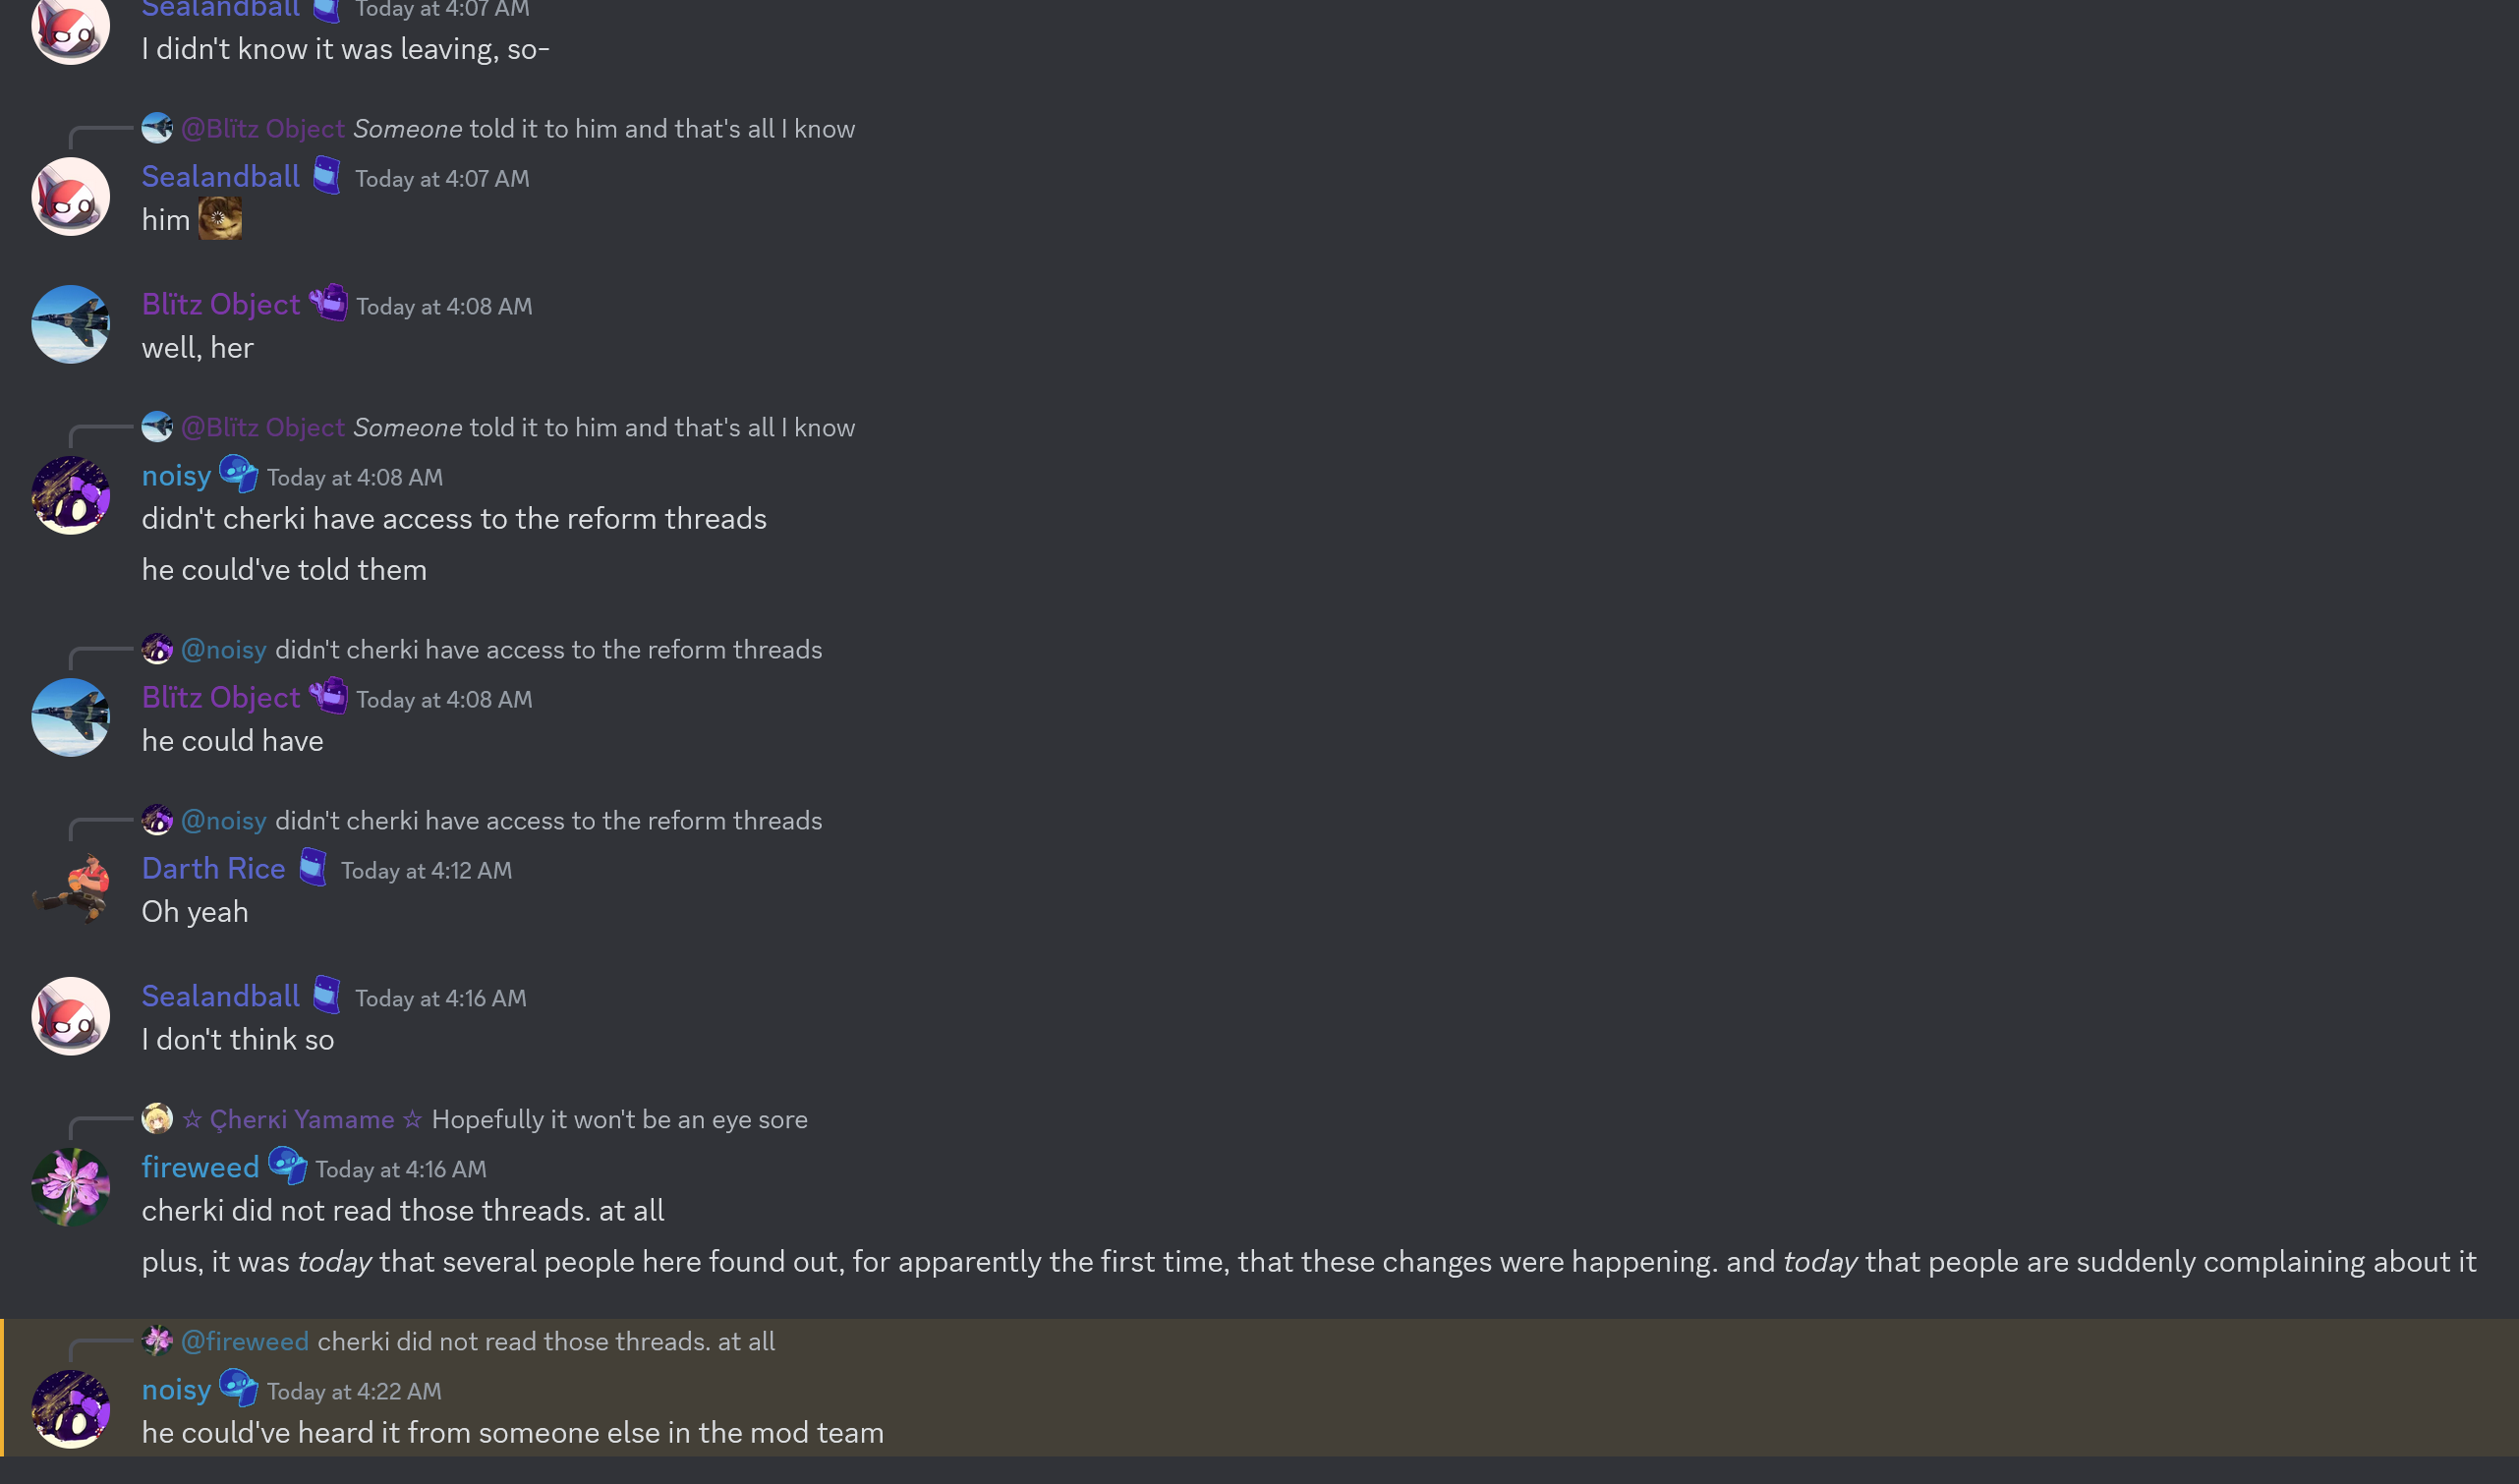 Sealandball Today at 4:07 AM
I didn't know it was leaving, so-
@Blïtz Object Someone told it to him and that's all I know
Sealandball Today at 4:07 AM
him
Blïtz Object Today at 4:08 AM
well, her
@Blïtz Object Someone told it to him and that's all I know
noisy Today at 4:08 AM
didn't cherki have access to the reform threads
he could've told them
@noisy didn't cherki have access to the reform threads
Blïtz Object Today at 4:08 AM
he could have
@noisy didn't cherki have access to the reform threads
Darth Rice Today at 4:12 AM
Oh yeah
Sealandball Today at 4:16 AM
I don't think so
☆ Çherкi Yamame ☆ Hopefully it won't be an eye sore
fireweed Today at 4:16 AM
cherki did not read those threads. at all
plus, it was today that several people here found out, for apparently the first time, that these changes were happening. and today that people are suddenly complaining about it
@fireweed cherki did not read those threads. at all
noisy Today at 4:22 AM
he could've heard it from someone else in the mod team